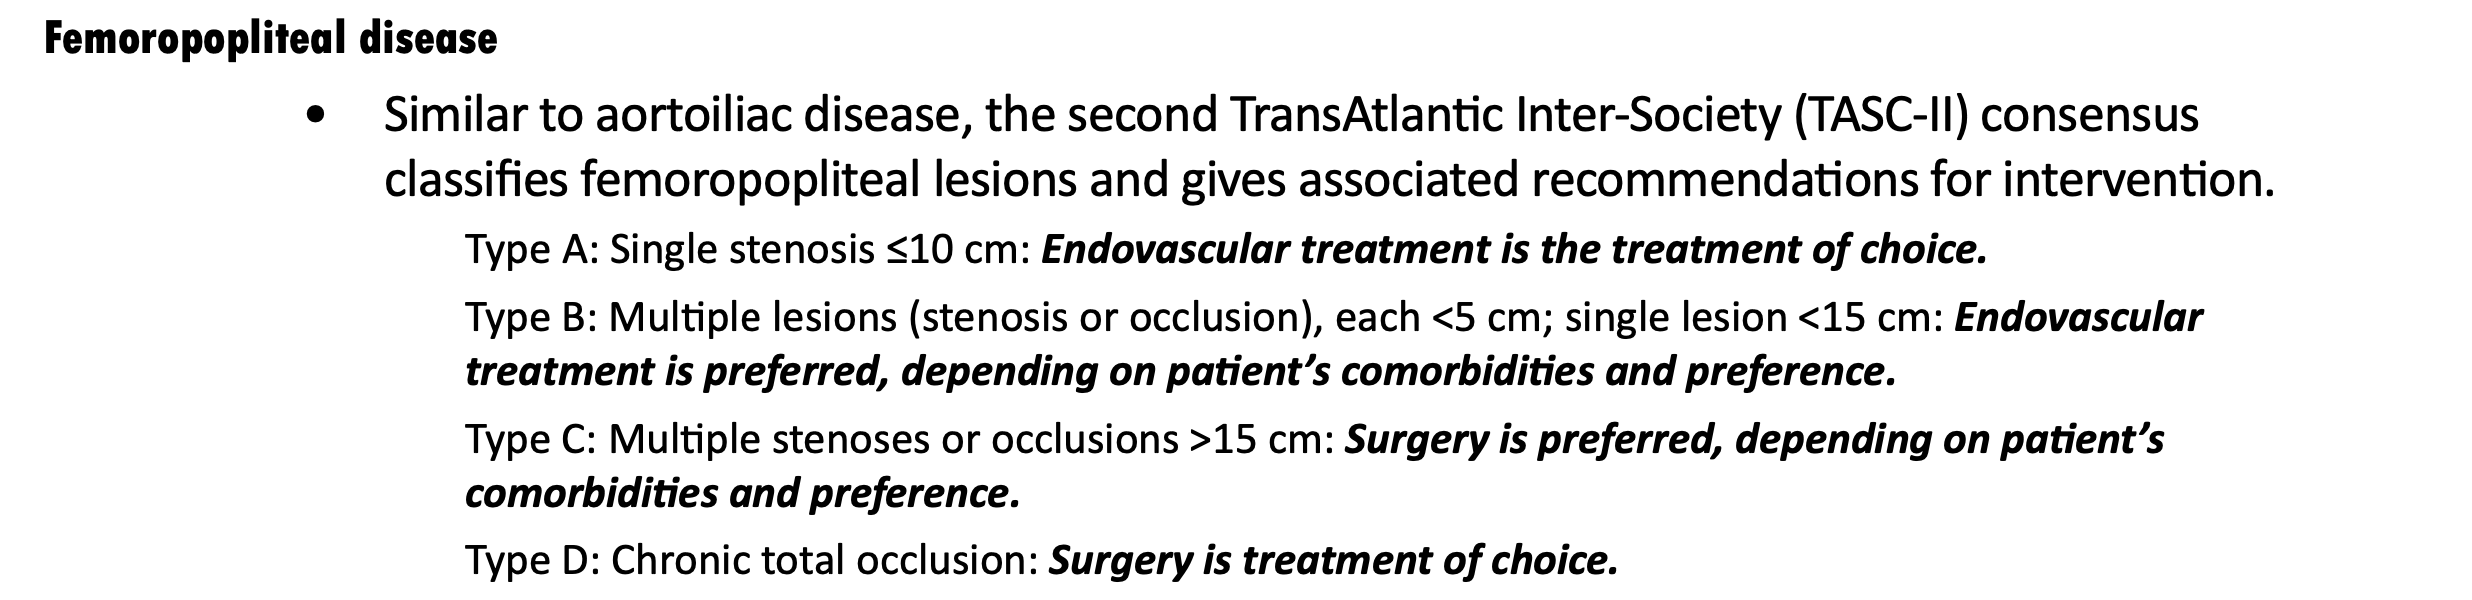 Femoropopliteal disease
• Similar to aortoiliac disease, the second TransAtlantic Inter-Society (TASC-II) consensus
classifies femoropopliteal lesions and gives associated recommendations for intervention.
Type A: Single stenosis ≤10 cm: Endovascular treatment is the treatment of choice.
Type B: Multiple lesions (stenosis or occlusion), each <5 cm; single lesion <15 cm: Endovascular
treatment is preferred, depending on patient’s comorbidities and preference.
Type C: Multiple stenoses or occlusions >15 cm: Surgery is preferred, depending on patient’s
comorbidities and preference.
Type D: Chronic total occlusion: Surgery is treatment of choice.